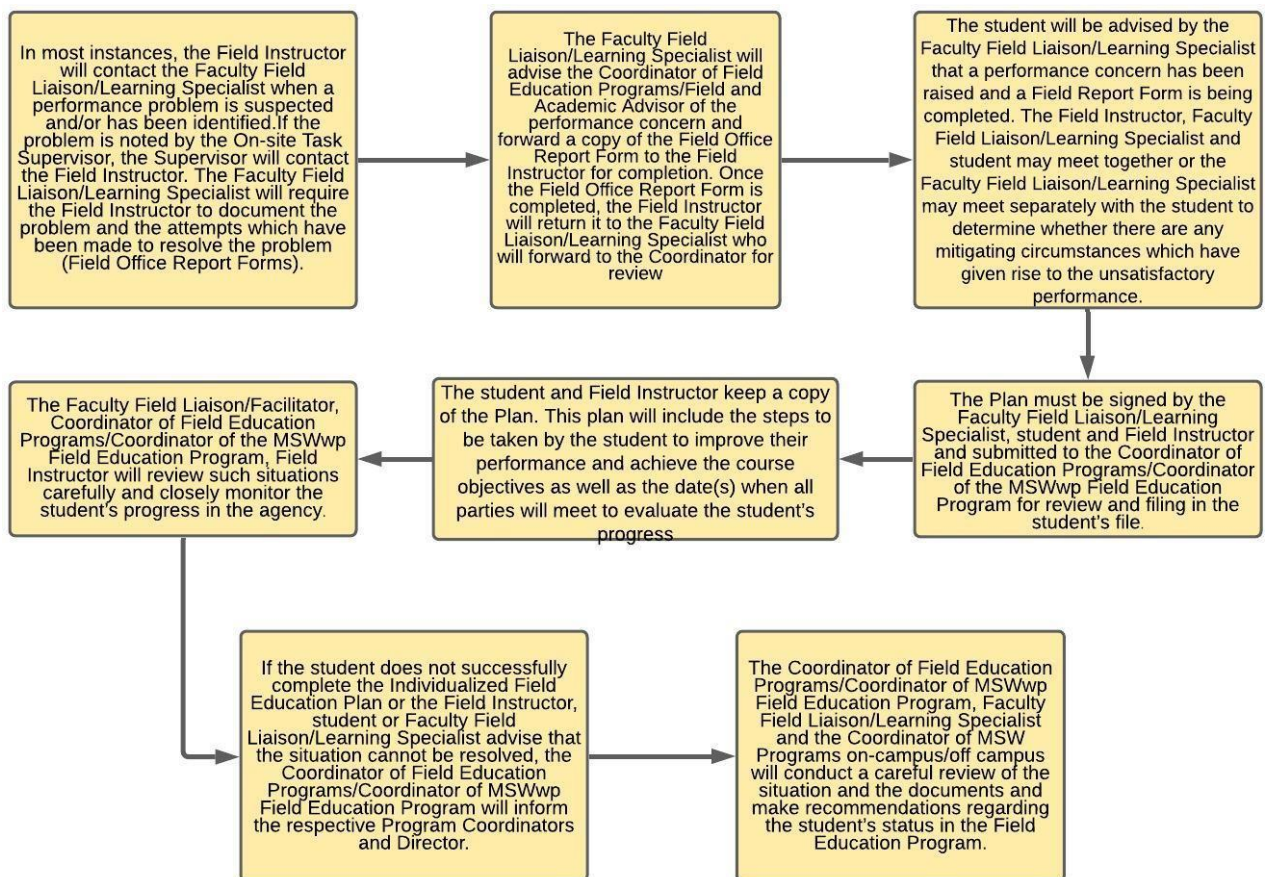 In most instances, the Field Instructor
will contact the Faculty Field
Liaison/Learning Specialist when a
performance problem is suspected
and/or has been identified.If the
problem is noted by the On-site Task
Supervisor, the Supervisor will contact
the Field Instructor. The Faculty Field
Liaison/Learning Specialist will require
the Field Instructor to document the
problem and the attempts which have
been made to resolve the problem
(Field Office Report Forms).
The Faculty Field
Liaison/Learning Specialist will
advise the Coordinator of Field
Education Programs/Field and
Academic Advisor of the
performance concern and
forward a copy of the Field Office
Report Form to the Field
Instructor for completion. Once
the Field Office Report Form is
completed, the Field Instructor
will return it to the Faculty Field
Liaison/Learning Specialist who
will forward to the Coordinator for
review
The student will be advised by the
Faculty Field Liaison/Learning Specialist
that a performance concern has been
raised and a Field Report Form is being
completed. The Field Instructor, Faculty
Field Liaison/Learning Specialist and
student may meet together or the
Faculty Field Liaison/Learning Specialist
may meet separately with the student to
determine whether there are any
mitigating circumstances which have
given rise to the unsatisfactory
performance.
The Plan must be signed by the
Faculty Field Liaison/Learning
Specialist, student and Field Instructor
and submitted to the Coordinator of
Field Education Programs/Coordinator
of the MSWwp Field Education
Program for review and filing in the
student's file.
The student and Field Instructor keep a copy
of the Plan. This plan will include the steps to
be taken by the student to improve their
performance and achieve the course
objectives as well as the date(s) when all
parties will meet to evaluate the student's
progress
The Faculty Field Liaison/Facilitator,
Coordinator of Field Education
Programs/Coordinator of the MSWwp
Field Education Program, Field
Instructor will review such situations
carefully and closely monitor the
student's progress in the agency.
If the student does not successfully
complete the Individualized Field
Education Plan or the Field Instructor,
student or Faculty Field
Liaison/Learning Specialist advise that
the situation cannot be resolved, the
Coordinator of Field Education
Programs/Coordinator of MSWwp
Field Education Program will inform
the respective Program Coordinators
and Director.
The Coordinator of Field Education
Programs/Coordinator of MSWwp
Field Education Program, Faculty
Field Liaison/Learning Specialist
and the Coordinator of MSW
Programs on-campus/off campus
will conduct a careful review of the
situation and the documents and
make recommendations regarding
the student's status in the Field
Education Program.